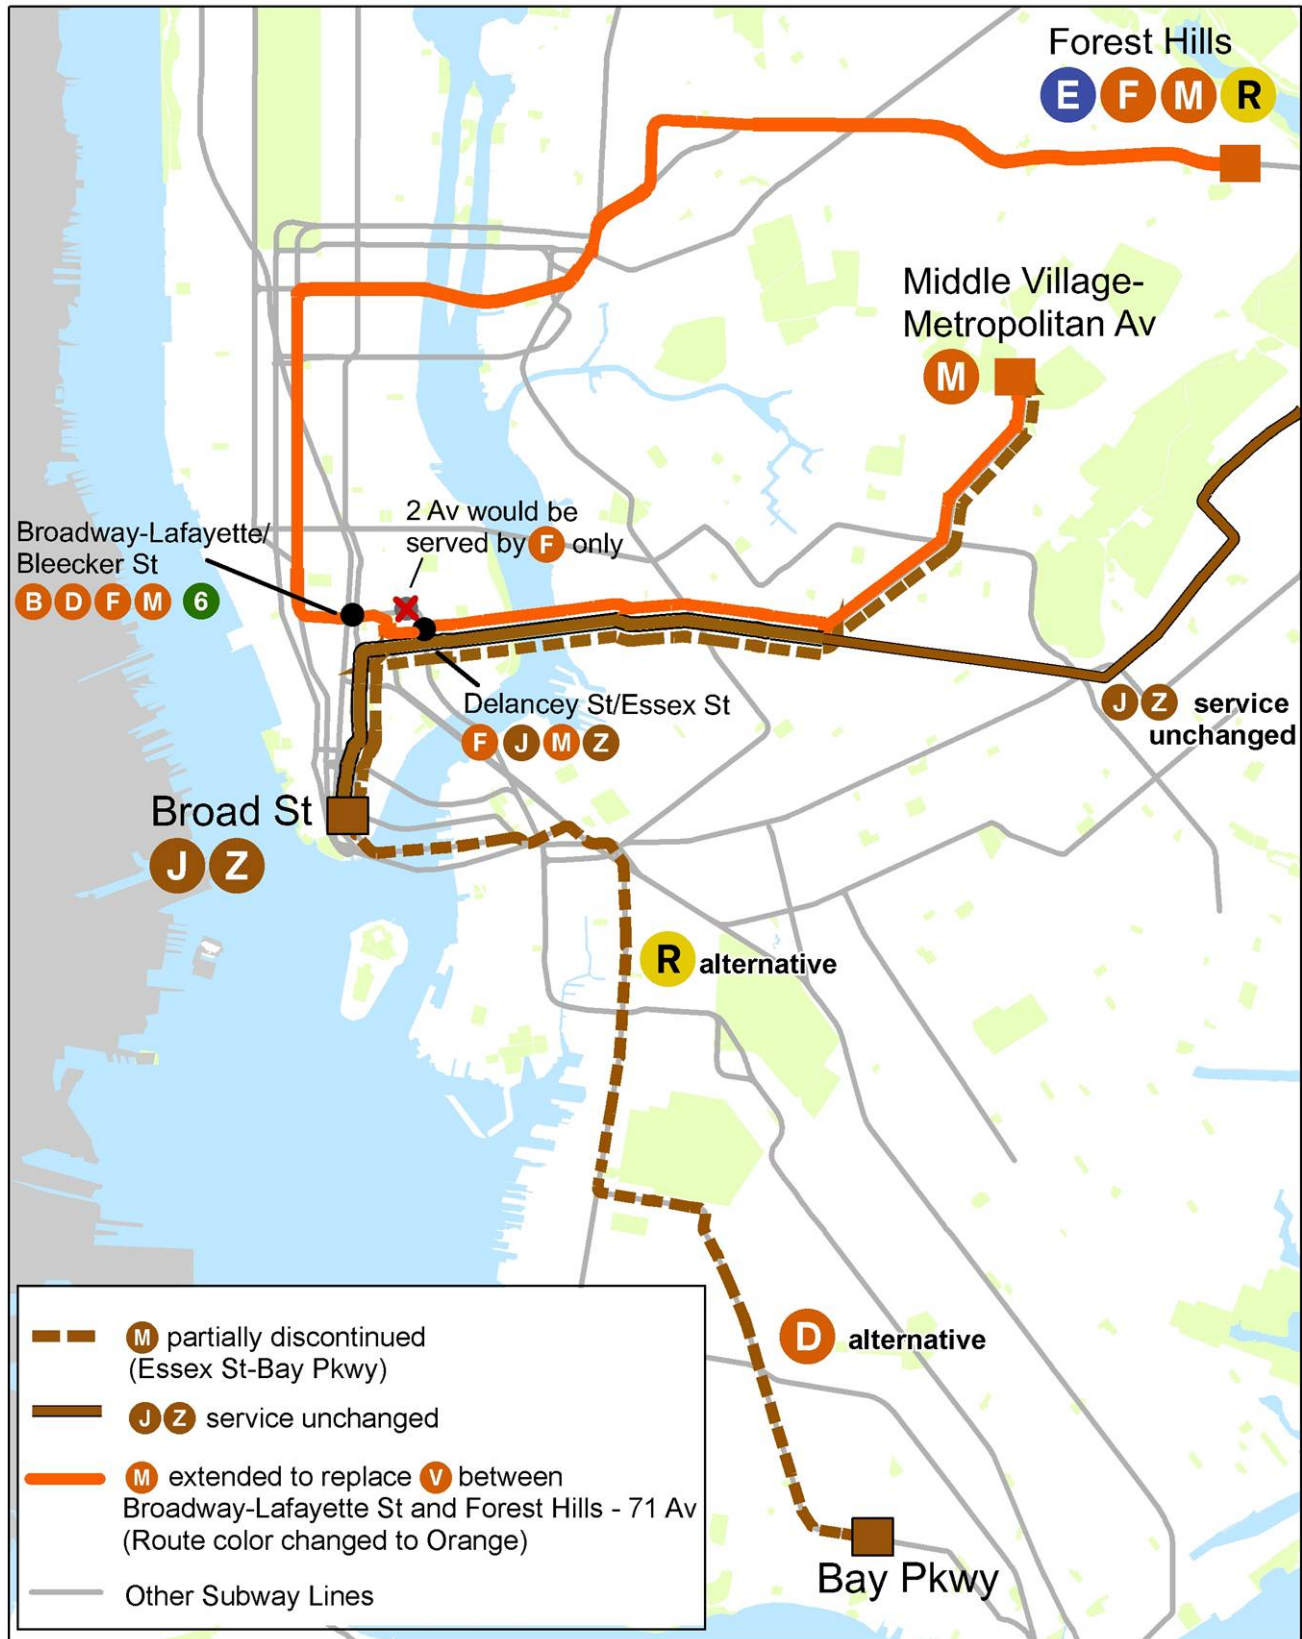 Forest Hills
E F M R
Middle Village-
Metropolitan Av
M
2 Av would be
served by F only
Broadway-Lafayette/
Bleecker St
B D F M 6
Delancey St/Essex St
F J M Z
J Z service
unchanged
Broad St
J Z
R alternative
D alternative
Bay Pkwy
M partially discontinued
(Essex St-Bay Pkwy)
J Z service unchanged
M extended to replace V between
Broadway-Lafayette St and Forest Hills - 71 Av
(Route color changed to Orange)
Other Subway Lines